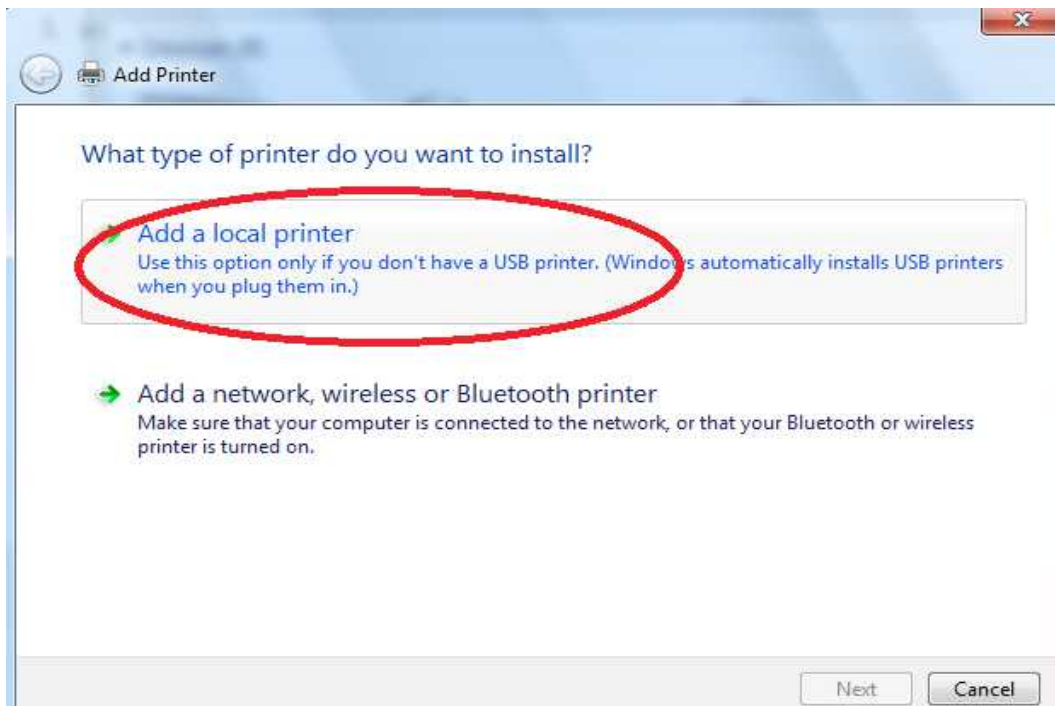 Add Printer
What type of printer do you want to install?
Add a local printer
Use this option only if you don't have a USB printer. (Windows automatically installs USB printers
when you plug them in.)
Add a network, wireless or Bluetooth printer
Make sure that your computer is connected to the network, or that your Bluetooth or wireless
printer is turned on.
Next
Cancel